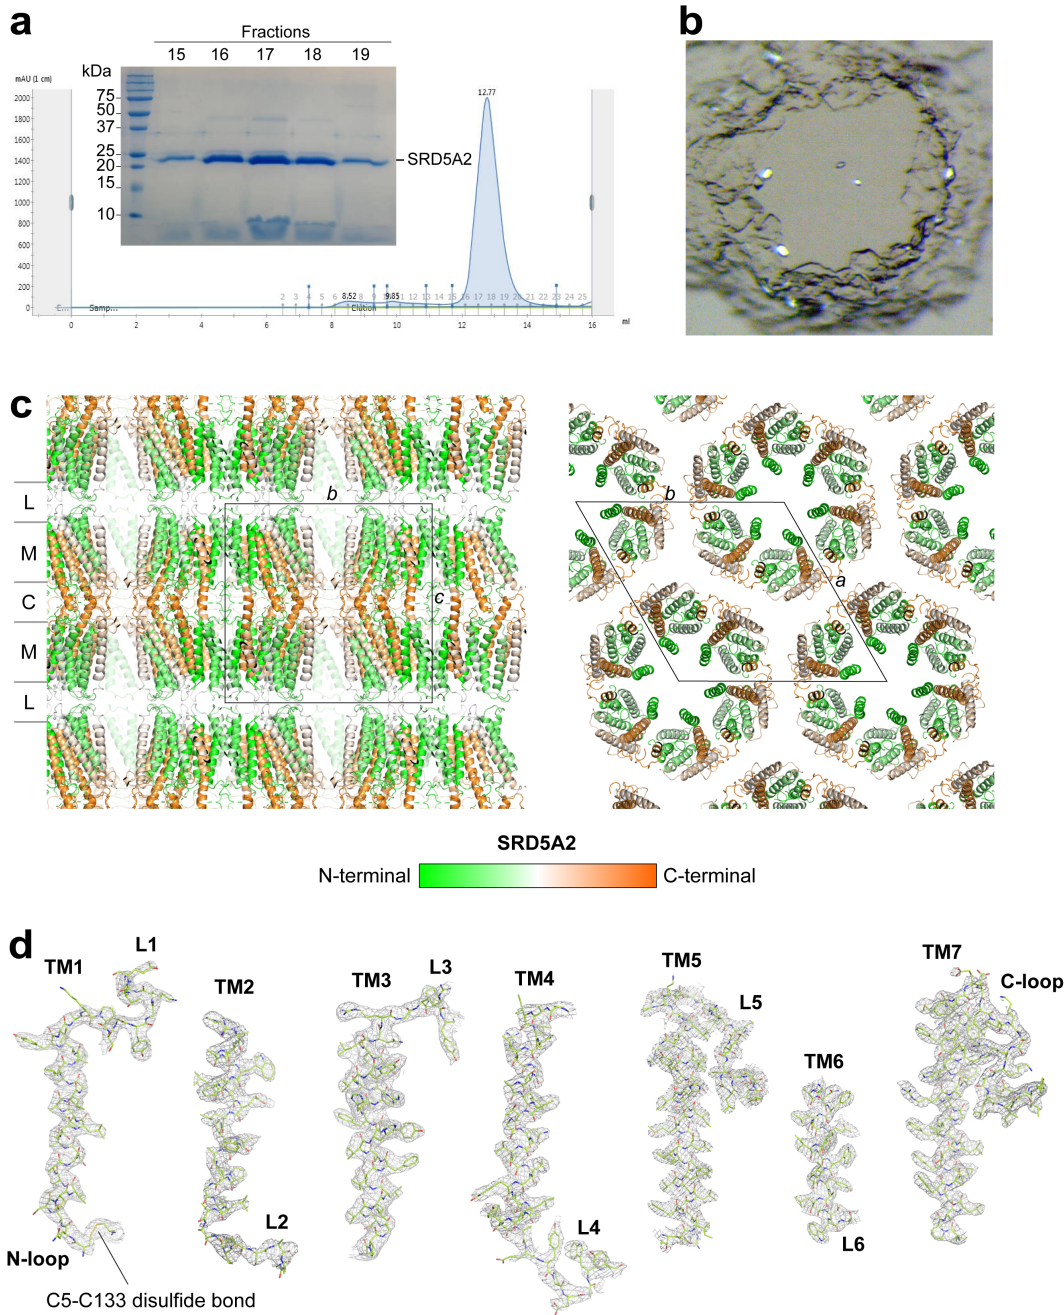 a
Fractions
15 16 17 18 19
kDa
mAU (1 cm)
75
50
37
25
20
15
10
SRD5A2
2000
1800
1600
1400
1200
1000
800
600
400
200
0
12.77
8.52
9.85
2 3 4 5 6 8 9 11 12 13 14 15 16 17 18 19 20 21 22 23 24 25
E... Samp... Elution
0 2 4 6 8 10 12 14 16 ml
b
c
L
M
C
M
L
b
c
b
a
SRD5A2
N-terminal
C-terminal
d
TM1
L1
N-loop
C5-C133 disulfide bond
TM2
L2
TM3
L3
TM4
L4
TM5
L5
TM6
L6
TM7
C-loop